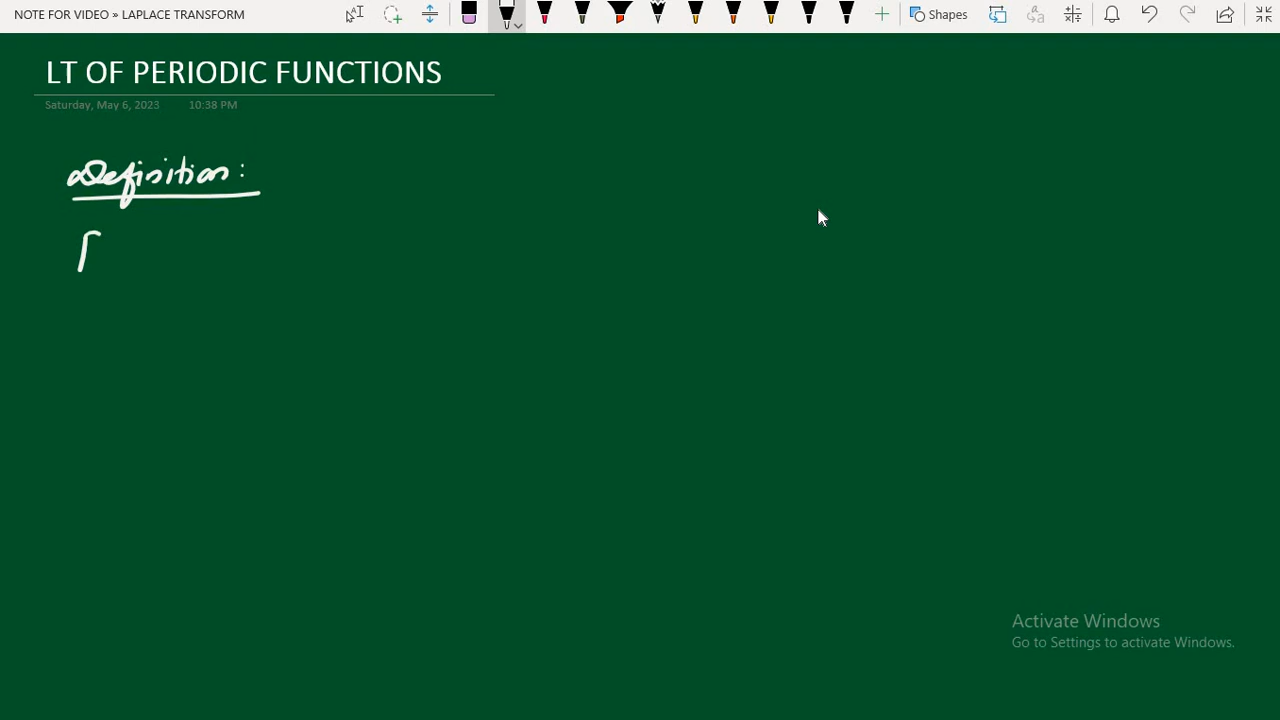 NOTE FOR VIDEO » LAPLACE TRANSFORM
Shapes
LT OF PERIODIC FUNCTIONS
Saturday, May 6, 2023 10:38 PM
Definition:
Activate Windows
Go to Settings to activate Windows.